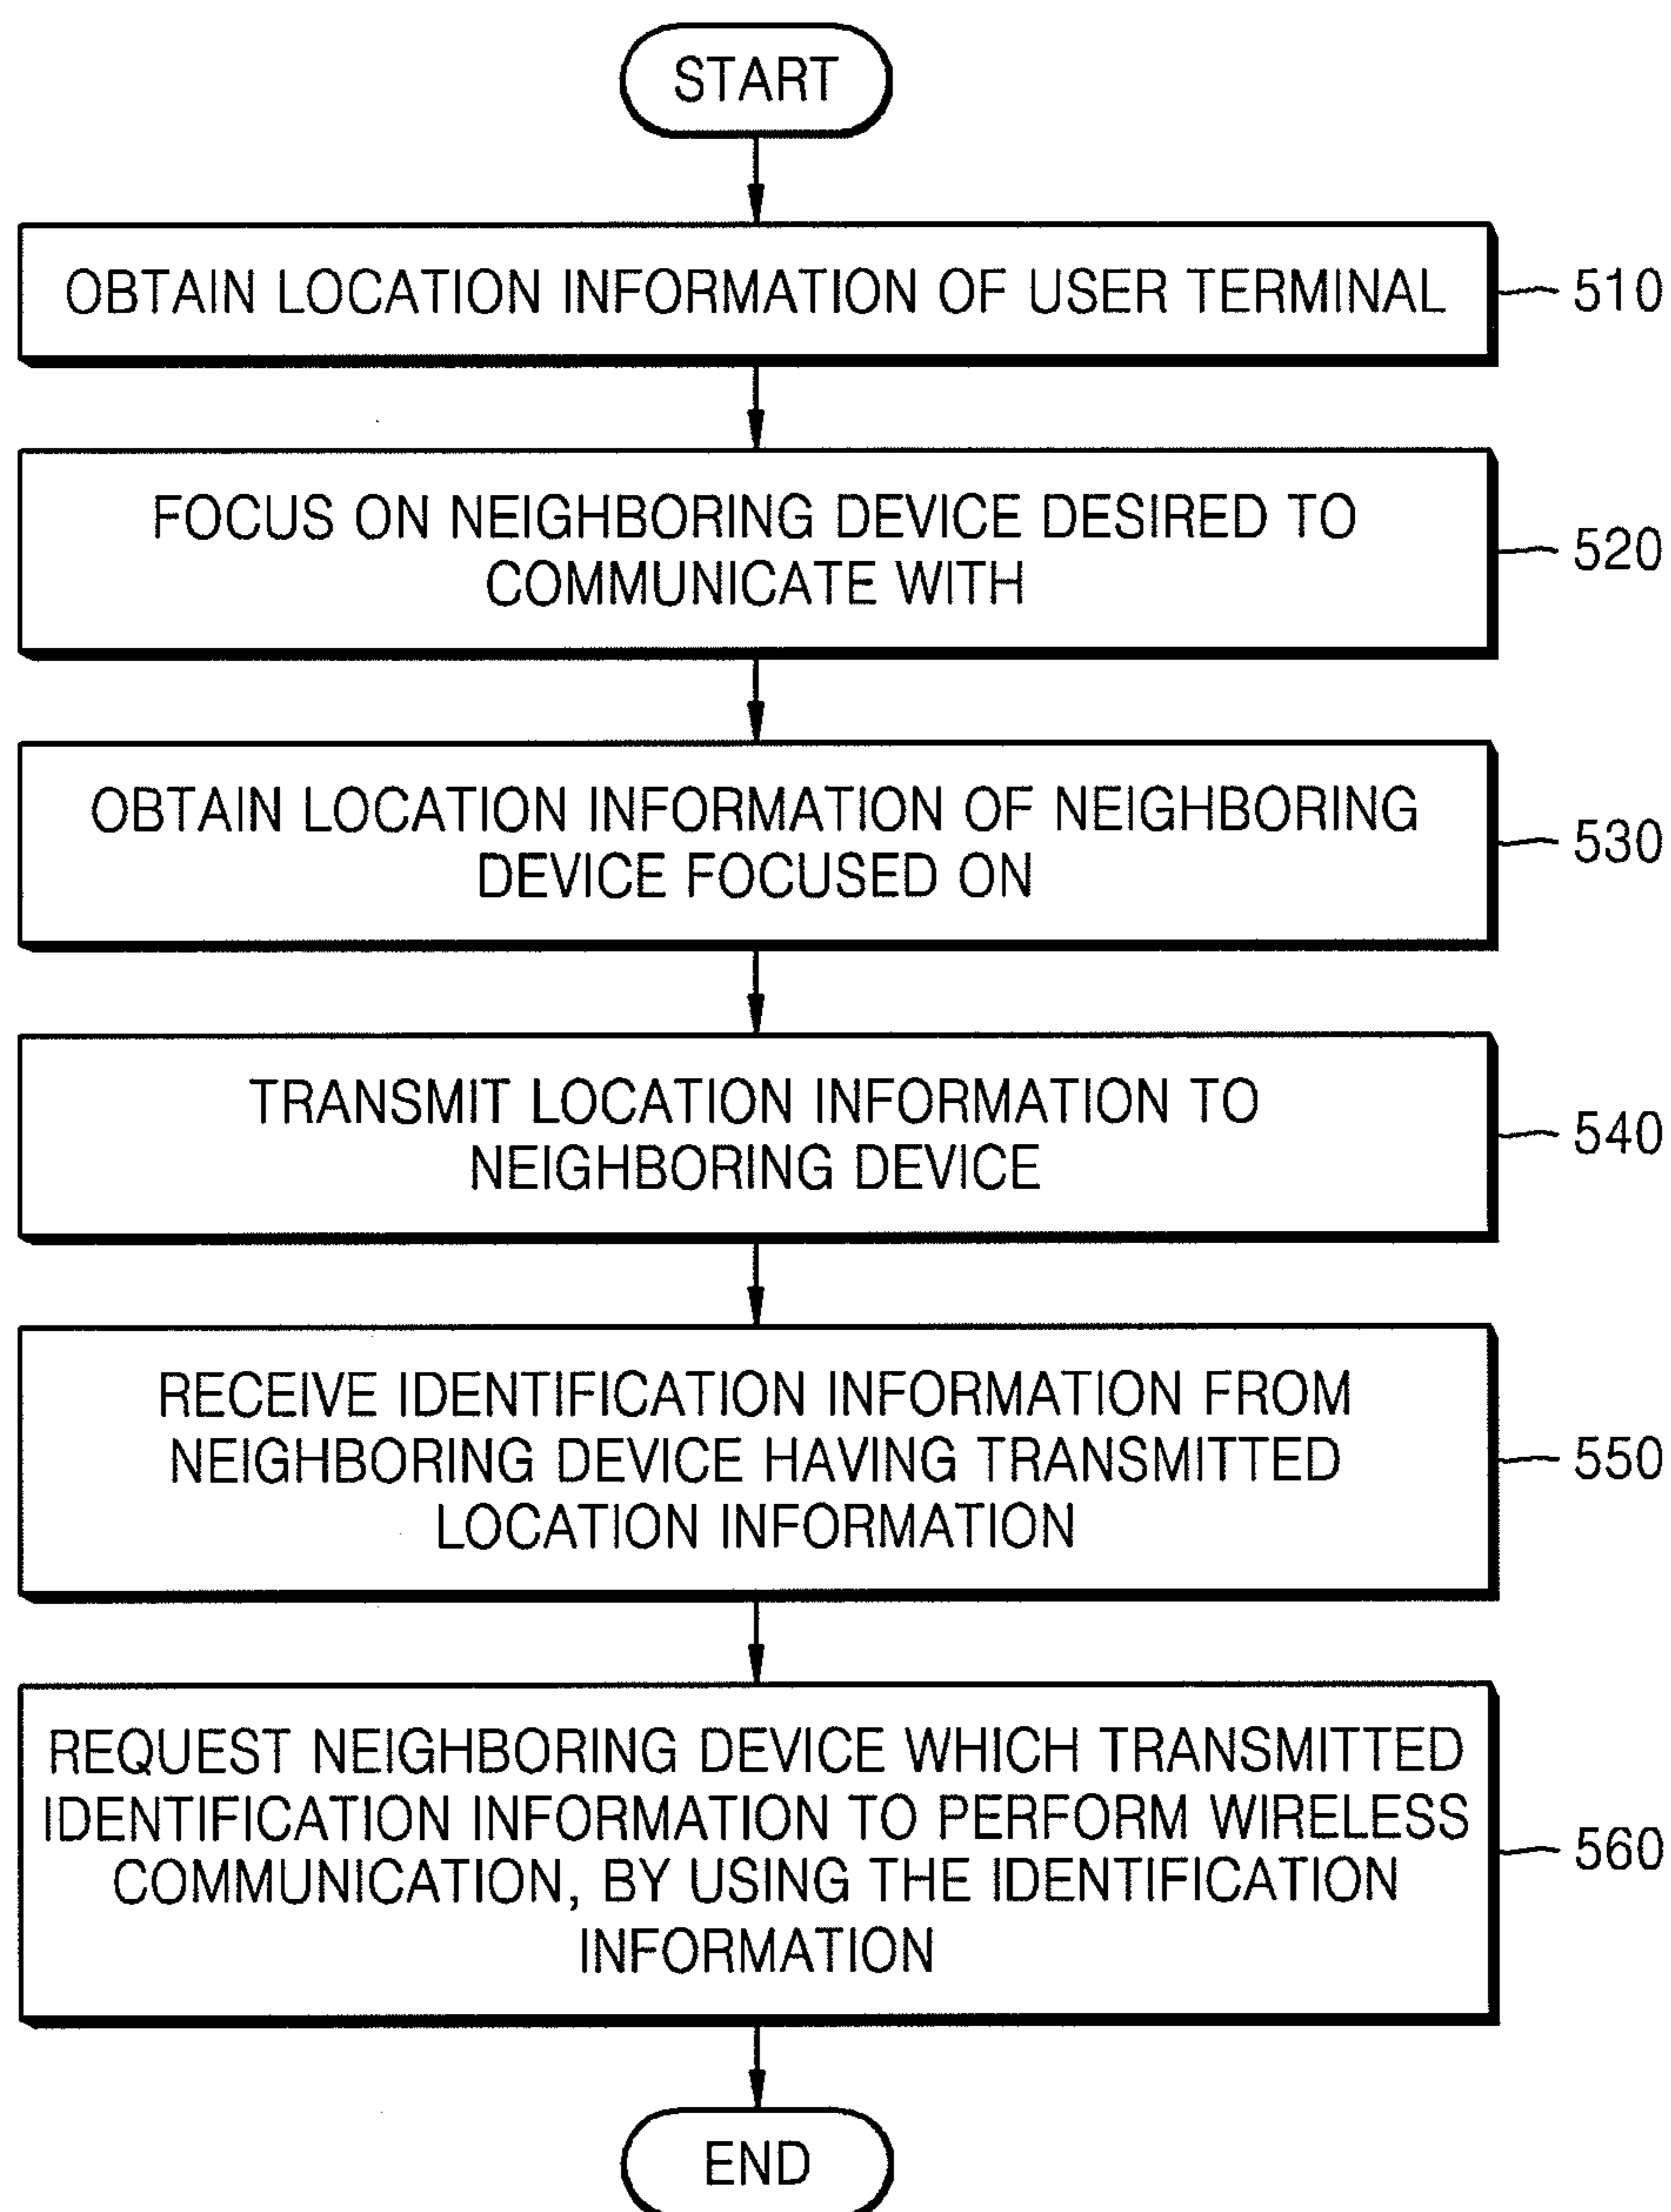 START
OBTAIN LOCATION INFORMATION OF USER TERMINAL
510
FOCUS ON NEIGHBORING DEVICE DESIRED TO
COMMUNICATE WITH
520
OBTAIN LOCATION INFORMATION OF NEIGHBORING
DEVICE FOCUSED ON
530
TRANSMIT LOCATION INFORMATION TO
NEIGHBORING DEVICE
540
RECEIVE IDENTIFICATION INFORMATION FROM
NEIGHBORING DEVICE HAVING TRANSMITTED
LOCATION INFORMATION
550
REQUEST NEIGHBORING DEVICE WHICH TRANSMITTED
IDENTIFICATION INFORMATION TO PERFORM WIRELESS
COMMUNICATION, BY USING THE IDENTIFICATION
INFORMATION
560
END